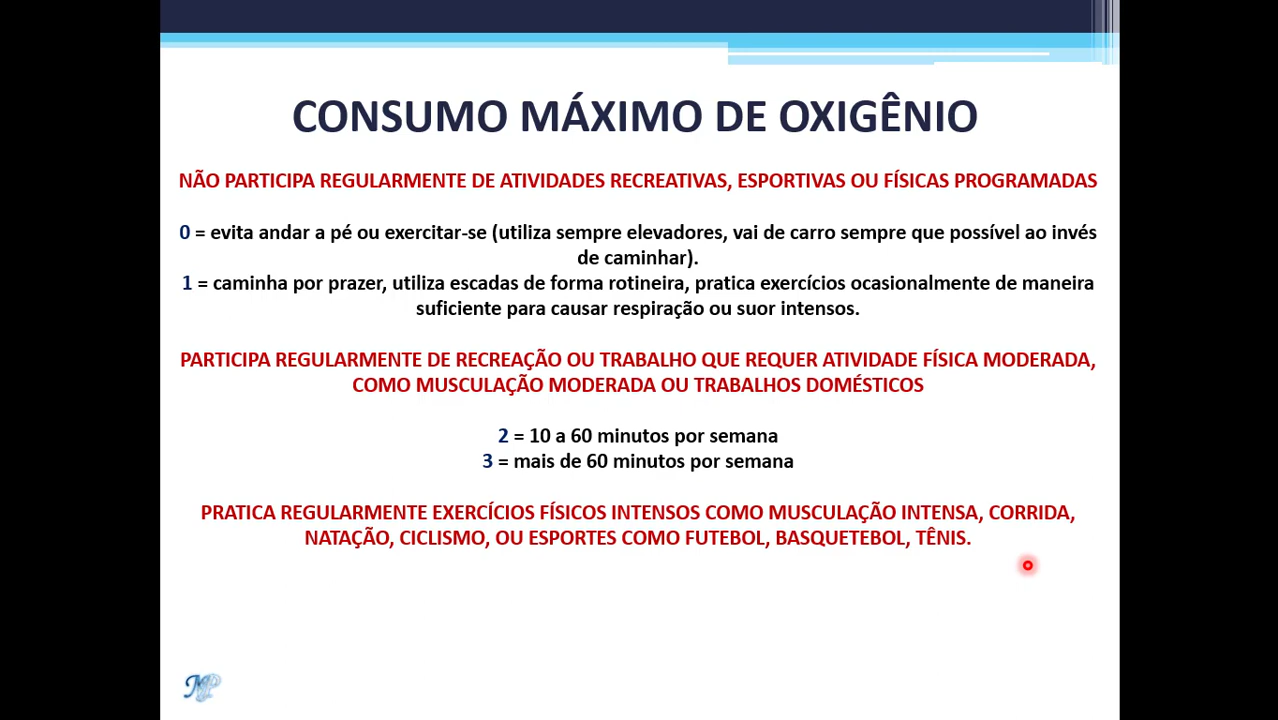 CONSUMO MÁXIMO DE OXIGÊNIO
NÃO PARTICIPA REGULARMENTE DE ATIVIDADES RECREATIVAS, ESPORTIVAS OU FÍSICAS PROGRAMADAS
0 = evita andar a pé ou exercitar-se (utiliza sempre elevadores, vai de carro sempre que possível ao invés
de caminhar).
1 = caminha por prazer, utiliza escadas de forma rotineira, pratica exercícios ocasionalmente de maneira
suficiente para causar respiração ou suor intensos.
PARTICIPA REGULARMENTE DE RECREAÇÃO OU TRABALHO QUE REQUER ATIVIDADE FÍSICA MODERADA,
COMO MUSCULAÇÃO MODERADA OU TRABALHOS DOMÉSTICOS
2 = 10 a 60 minutos por semana
3 = mais de 60 minutos por semana
PRATICA REGULARMENTE EXERCÍCIOS FÍSICOS INTENSOS COMO MUSCULAÇÃO INTENSA, CORRIDA,
NATAÇÃO, CICLISMO, OU ESPORTES COMO FUTEBOL, BASQUETEBOL, TÊNIS.